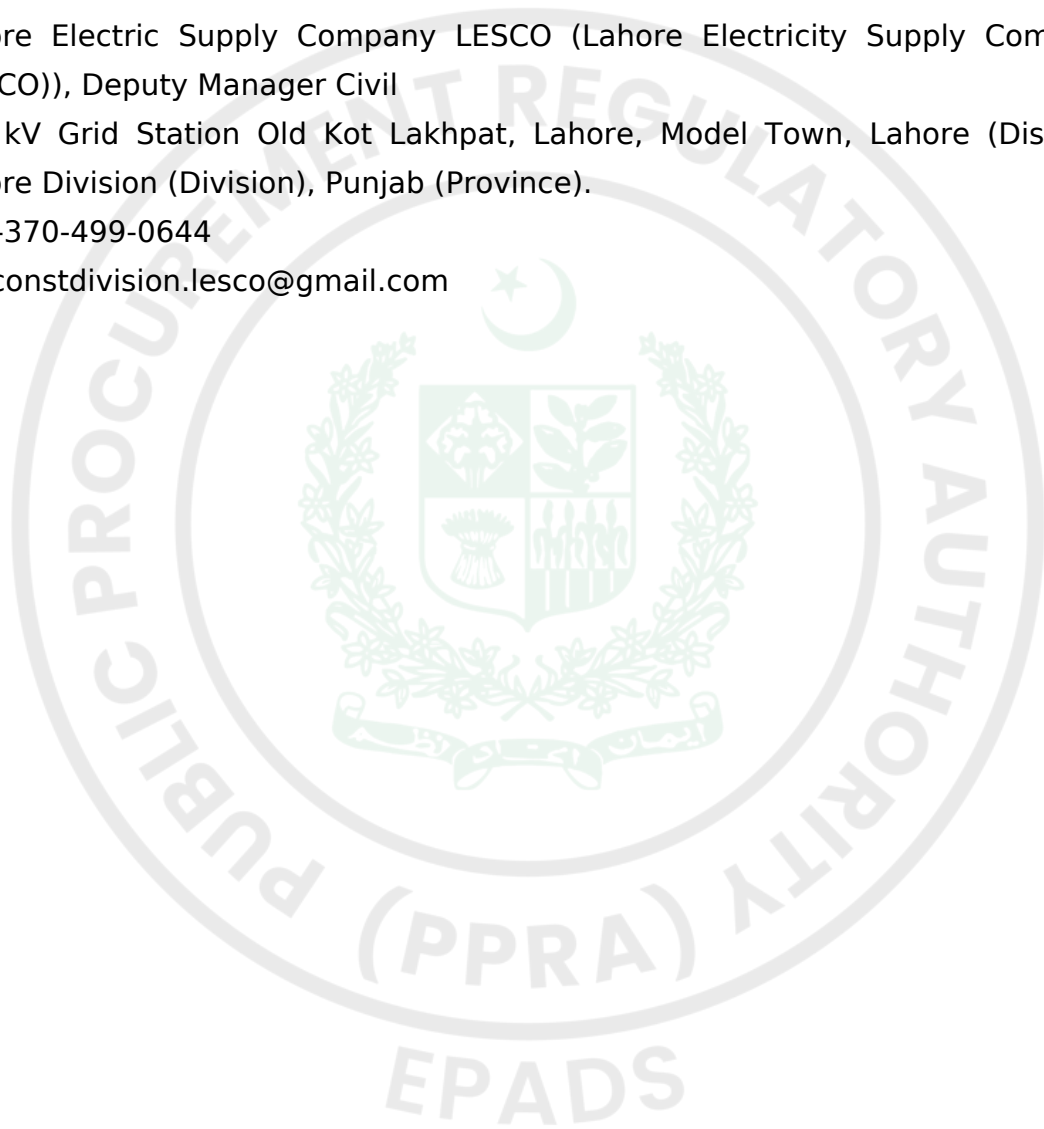 ore Electric Supply Company LESCO (Lahore Electricity Supply Com
CO)), Deputy Manager Civil
kV Grid Station Old Kot Lakhpat, Lahore, Model Town, Lahore (Dis
ore Division (Division), Punjab (Province).
-370-499-0644
constdivision.lesco@gmail.com
PUBLIC PROCUREMENT REGULATORY AUTHORITY
(PPRA)
EPADS